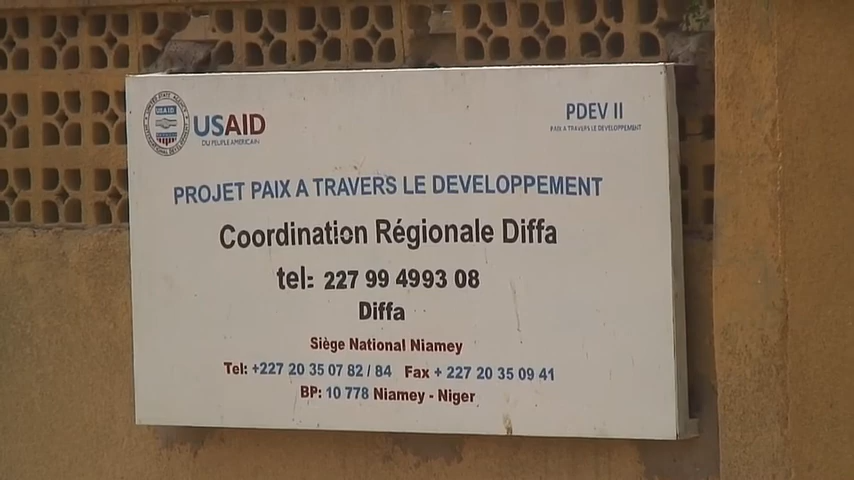 USAID
DU PEUPLE AMERICAIN
PDEV II
PAIX A TRAVERS LE DEVELOPPEMENT
PROJET PAIX A TRAVERS LE DEVELOPPEMENT
Coordination Régionale Diffa
tel: 227 99 4993 08
Diffa
Siège National Niamey
Tel: +227 20 35 07 82 / 84 Fax + 227 20 35 09 41
BP: 10 778 Niamey - Niger